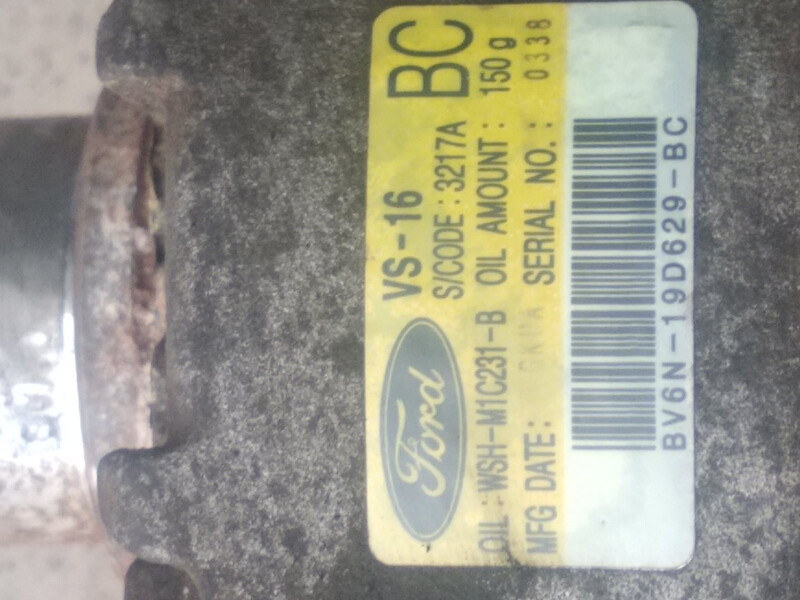 Ford
VS-16
BC
S/CODE : 3217A
OIL : WSH-M1C231-B OIL AMOUNT : 150 g
MFG DATE: SERIAL NO. : 0338
BV6N-19D629-BC